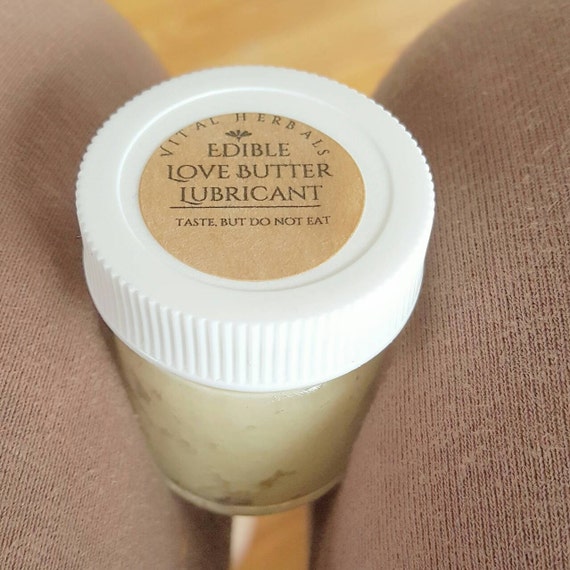 VITAL HERBALS
EDIBLE
LOVE BUTTER
LUBRICANT
TASTE, BUT DO NOT EAT